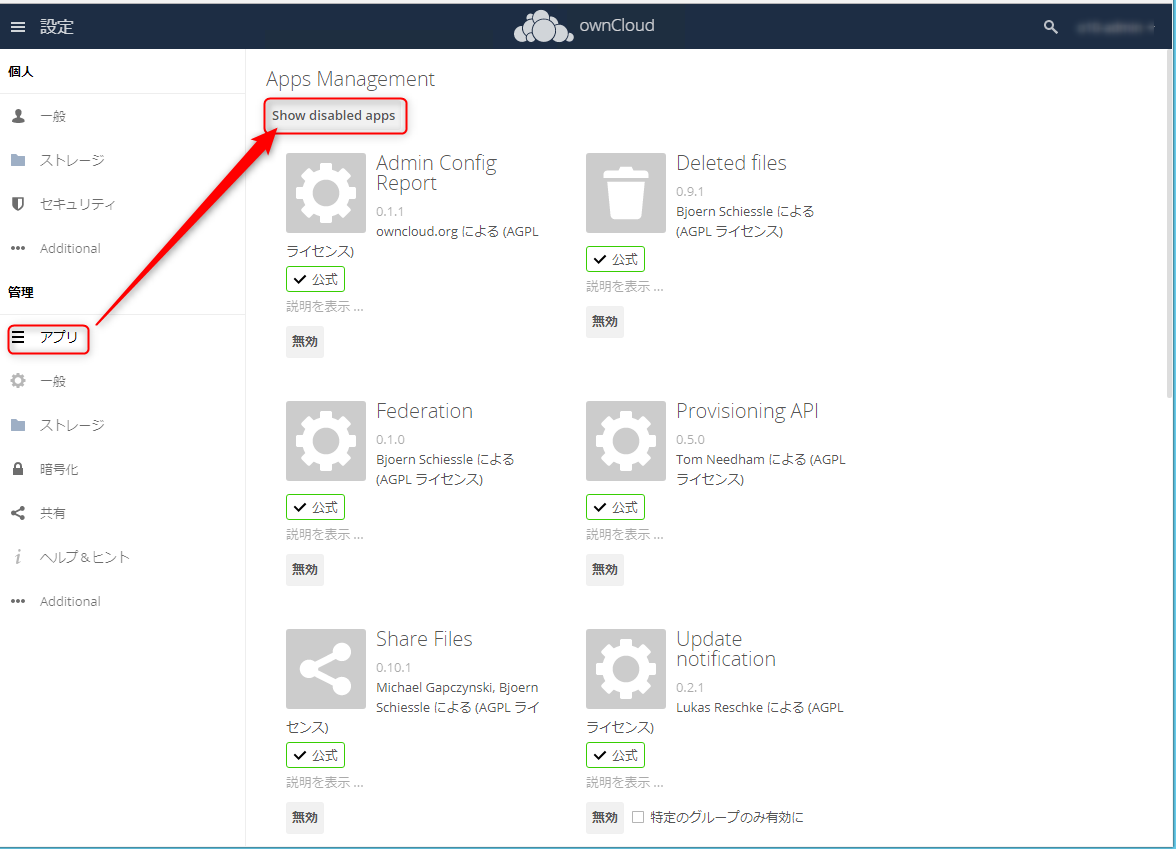 設定
ownCloud
個人
一般
ストレージ
セキュリティ
Additional
管理
アプリ
一般
ストレージ
暗号化
共有
ヘルプ＆ヒント
Additional
Apps Management
Show disabled apps
Admin Config
Report
0.1.1
owncloud.org による (AGPL
ライセンス)
公式
説明を表示 ...
無効
Deleted files
0.9.1
Bjoern Schiessle による
(AGPL ライセンス)
公式
説明を表示 ...
無効
Federation
0.1.0
Bjoern Schiessle による
(AGPL ライセンス)
公式
説明を表示 ...
無効
Provisioning API
0.5.0
Tom Needham による (AGPL
ライセンス)
公式
説明を表示 ...
無効
Share Files
0.10.1
Michael Gapczynski, Bjoern
Schiessle による (AGPL ライ
センス)
公式
説明を表示 ...
無効
Update
notification
0.2.1
Lukas Reschke による (AGPL
ライセンス)
公式
説明を表示 ...
無効 特定のグループのみ有効に